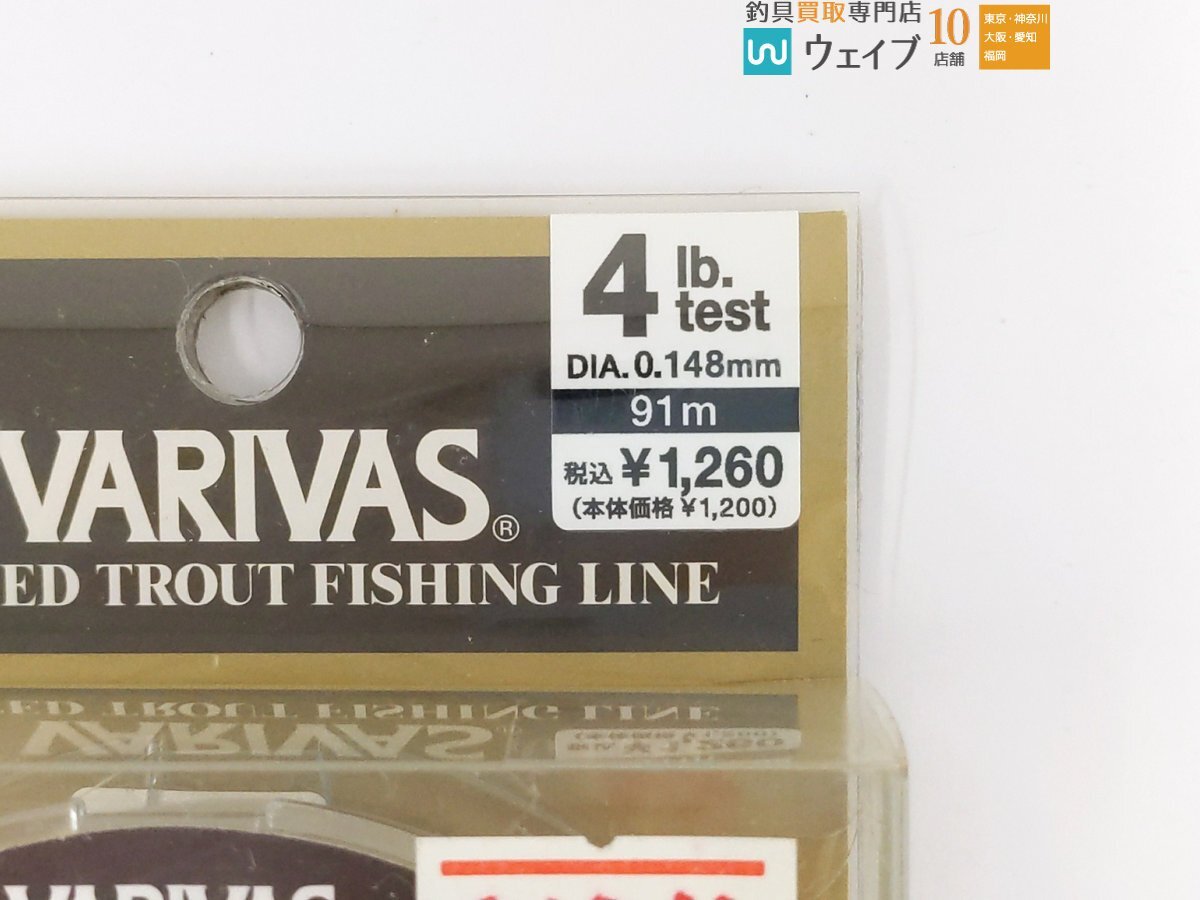 釣具買取専門店
ウェイブ
10
店舗
東京・神奈川
大阪・愛知
福岡
4 lb.
test
DIA. 0.148mm
91m
税込 ¥1,260
(本体価格 ¥1,200)
VARIVAS®
ED TROUT FISHING LINE
VARIVAS